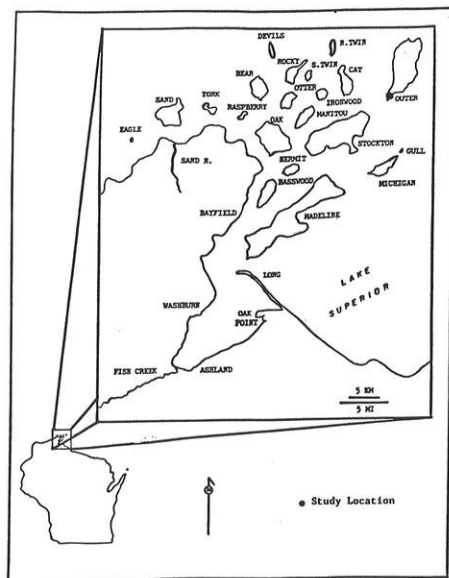 DEVILS
N.TWIN
ROCKY
S.TWIN
CAT
BEAR
OTTER
YORK
SAND
IRONWOOD
OUTER
RASPBERRY
MANITOU
OAK
EAGLE
STOCKTON
GULL
HERMIT
SAND R.
BASSWOOD
MICHIGAN
BAYFIELD
MADELINE
LONG
LAKE
SUPERIOR
WASHBURN
OAK
POINT
FISH CREEK
ASHLAND
5 KM
5 MI
Study Location